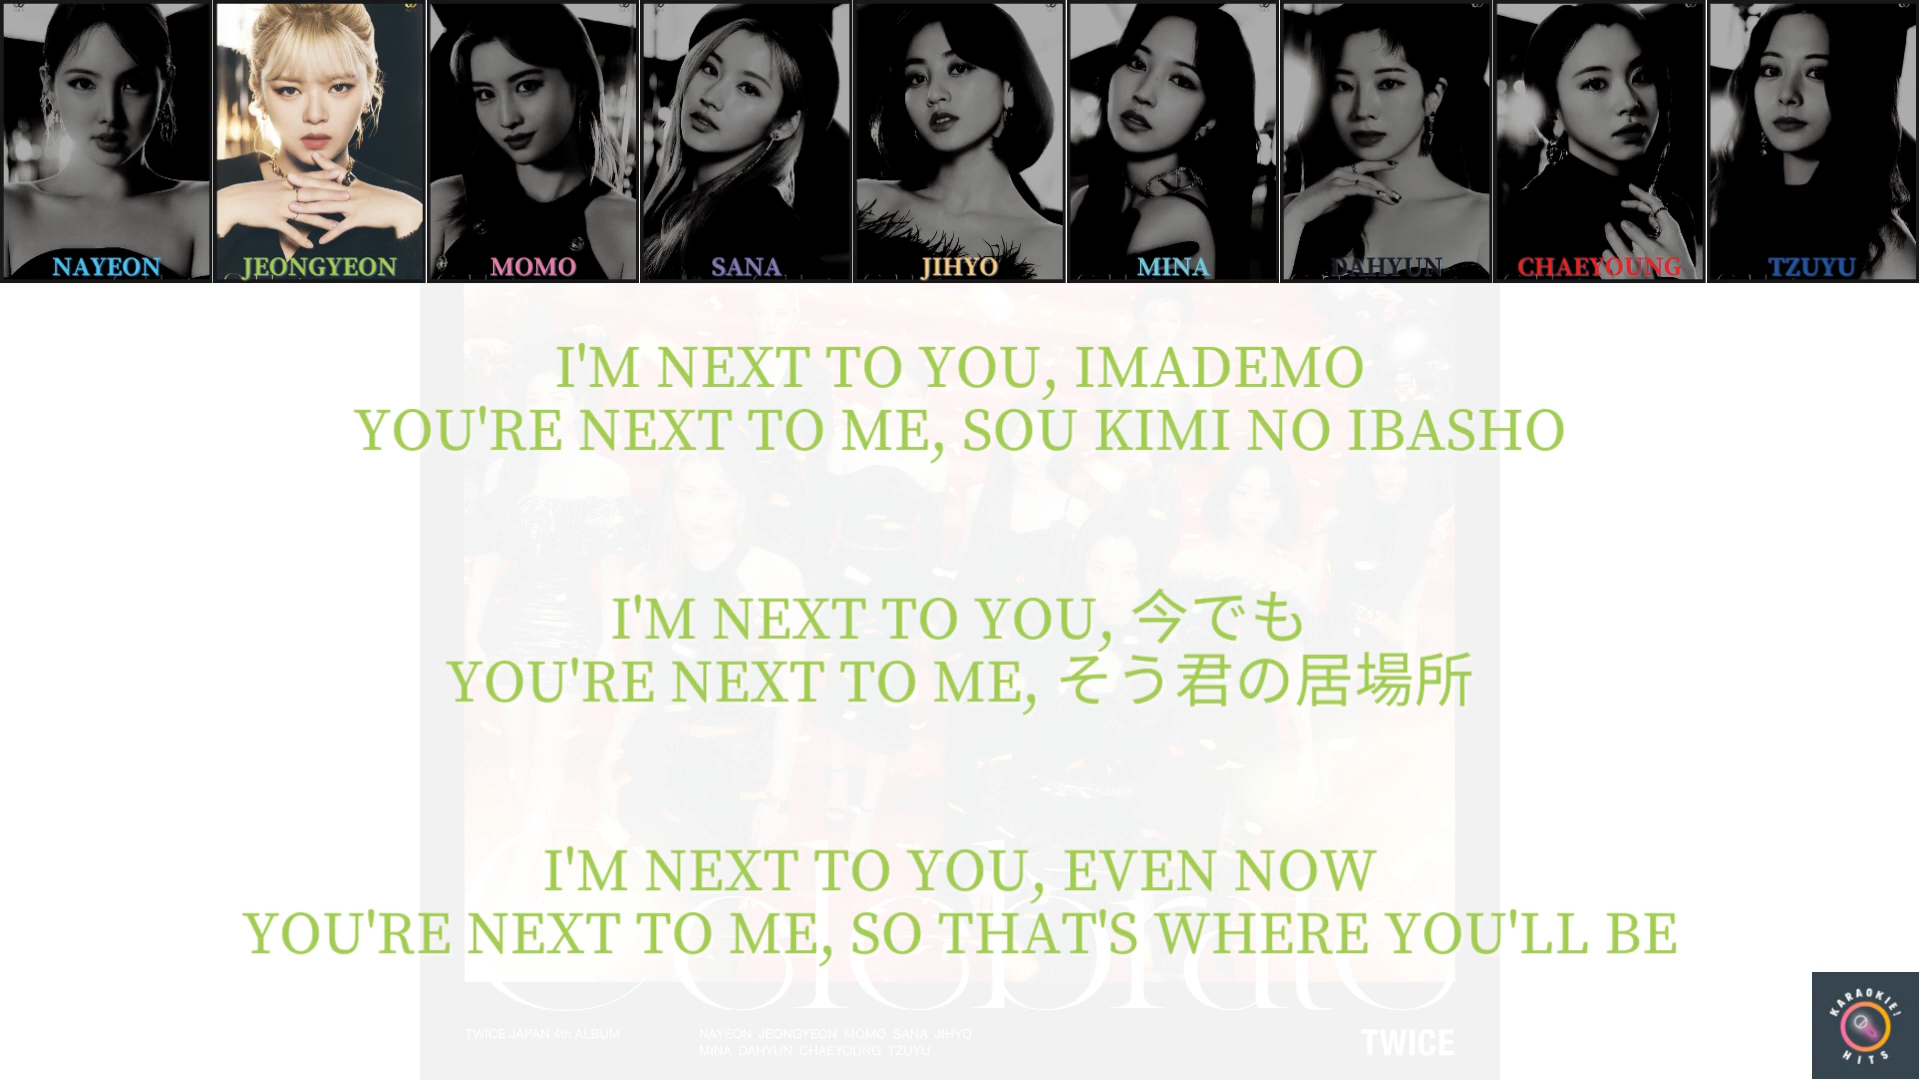 NAYEON
JEONGYEON
MOMO
SANA
JIHYO
MINA
DAHYUN
CHAEYOUNG
TZUYU
I'M NEXT TO YOU, IMADEMO
YOU'RE NEXT TO ME, SOU KIMI NO IBASHO
I'M NEXT TO YOU, 今でも
YOU'RE NEXT TO ME, そう君の居場所
I'M NEXT TO YOU, EVEN NOW
YOU'RE NEXT TO ME, SO THAT'S WHERE YOU'LL BE
Celebrate
TWICE JAPAN 4th ALBUM
NAYEON JEONGYEON MOMO SANA JIHYO
MINA DAHYUN CHAEYOUNG TZUYU
TWICE
KARAOKIE!
HITS